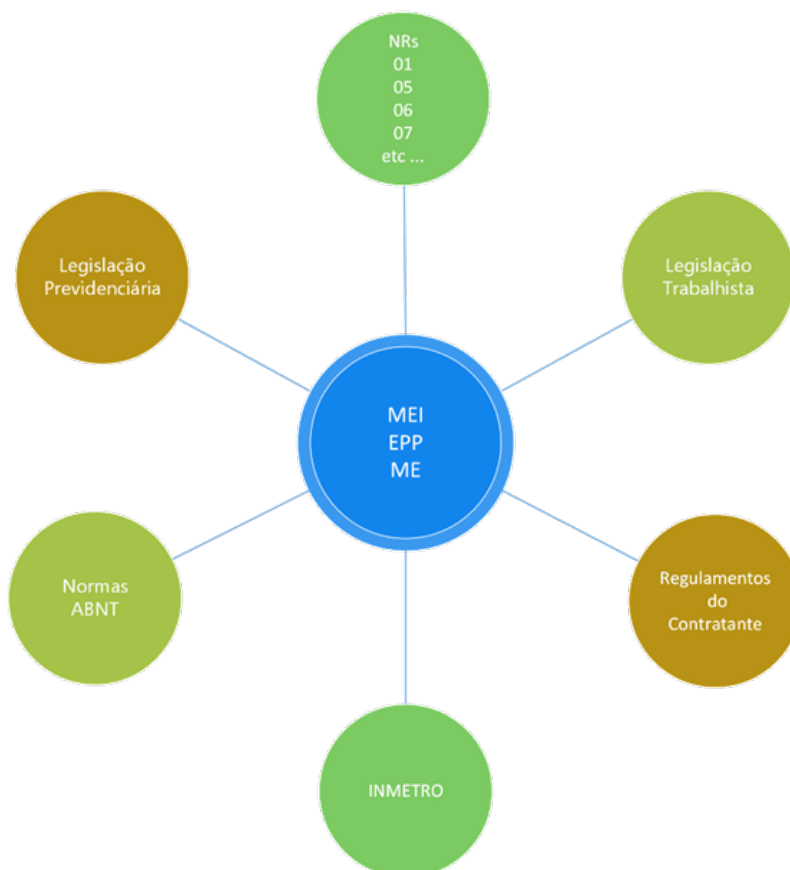 NRs
01
05
06
07
etc ...
Legislação
Previdenciária
Legislação
Trabalhista
MEI
EPP
ME
Normas
ABNT
Regulamentos
do
Contratante
INMETRO